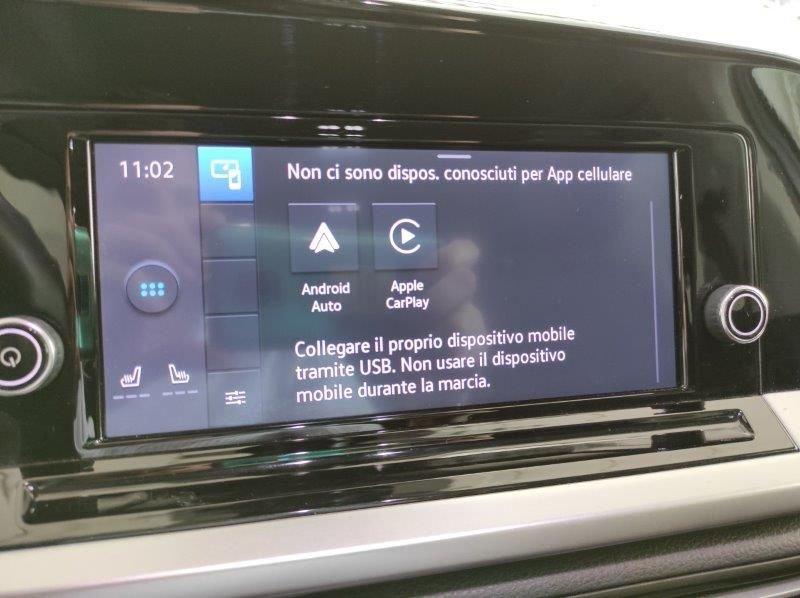 11:02
Non ci sono dispos. conosciuti per App cellulare
Android
Auto
Apple
CarPlay
Collegare il proprio dispositivo mobile
tramite USB. Non usare il dispositivo
mobile durante la marcia.